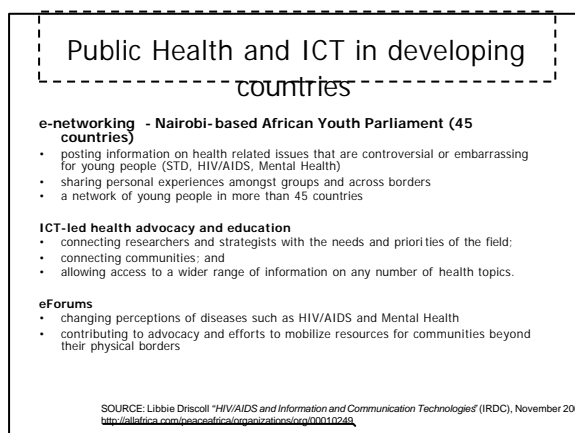 Public Health and ICT in developing
countries
e-networking - Nairobi-based African Youth Parliament (45
countries)
• posting information on health related issues that are controversial or embarrassing
for young people (STD, HIV/AIDS, Mental Health)
• sharing personal experiences amongst groups and across borders
• a network of young people in more than 45 countries
ICT-led health advocacy and education
• connecting researchers and strategists with the needs and priorities of the field;
• connecting communities; and
• allowing access to a wider range of information on any number of health topics.
eForums
• changing perceptions of diseases such as HIV/AIDS and Mental Health
• contributing to advocacy and efforts to mobilize resources for communities beyond
their physical borders
SOURCE: Libbie Driscoll "HIV/AIDS and Information and Communication Technologies" (IRDC), November
http://allafrica.com/peaceafrica/organizations/org/00010249